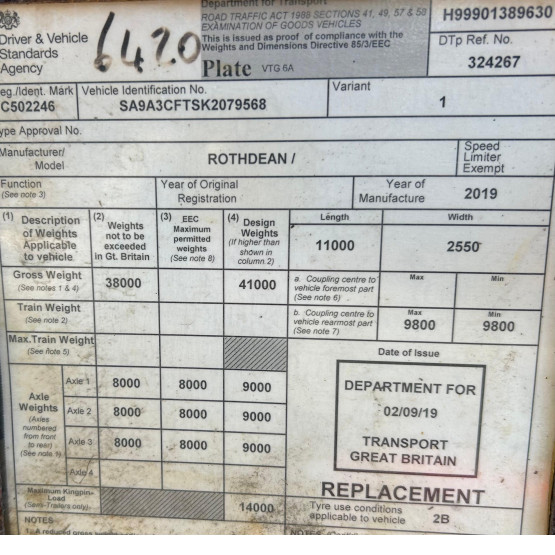 Department for Transport
ROAD TRAFFIC ACT 1988 SECTIONS 41, 49, 57 & 58
EXAMINATION OF GOODS VEHICLES
This is issued as proof of compliance with the
Weights and Dimensions Directive 85/3/EEC
Plate VTG 6A
H99901389630
DTp Ref. No.
324267
Driver & Vehicle
Standards
Agency
6420
eg./Ident. Mark
C502246
Vehicle Identification No.
SA9A3CFTSK2079568
Variant
1
ype Approval No.
Manufacturer/
Model
ROTHDEAN /
Speed
Limiter
Exempt
Function
(See note 3)
Year of Original
Registration
Year of
Manufacture
2019
(1) Description
of Weights
Applicable
to vehicle
(2) Weights
not to be
exceeded
in Gt. Britain
(3) EEC
Maximum
permitted
weights
(See note 8)
(4) Design
Weights
(If higher than
shown in
column 2)
Length
11000
Width
2550
Gross Weight
(See notes 1 & 4)
38000
41000
a. Coupling centre to
vehicle foremost part
(See note 6)
Max
Min
Train Weight
(See note 2)
b. Coupling centre to
vehicle rearmost part
(See note 7)
Max
9800
Min
9800
Max.Train Weight
(See note 5)
Axle
Weights
(Axles
numbered
from front
to rear)
(See note 1)
Axle 1 8000 8000 9000
Axle 2 8000 8000 9000
Axle 3 8000 8000 9000
Axle 4
Maximum Kingpin
Load
(Semi-Trailers only)
14000
Date of Issue
DEPARTMENT FOR
02/09/19
TRANSPORT
GREAT BRITAIN
REPLACEMENT
Tyre use conditions
applicable to vehicle 2B
NOTES
1. A reduced gross
NOTES